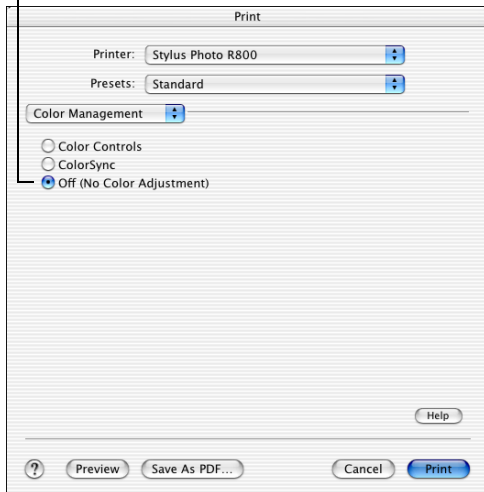 Print
Printer: Stylus Photo R800
Presets: Standard
Color Management
Color Controls
ColorSync
Off (No Color Adjustment)
Help
? Preview Save As PDF... Cancel Print